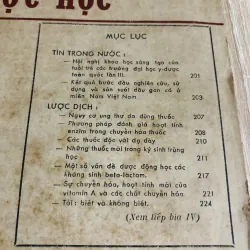 ỢC HỌC
MỤC LỤC
TIN TRONG NƯỚC :
— Hội nghị khoa học sáng tạo của
tuổi trẻ các trường đại học y-dược
toàn quốc lần III. 201
— Kết quả bước đầu nghiên cứu, sử
dụng và sản xuất dầu gan cá ở
miền Nam Việt Nam 203
LƯỢC DỊCH :
— Nguy cơ ung thư do dùng thuốc 207
— Phương pháp đánh giá hoạt tính
enzim trong chuyển hóa thuốc 208
— Các thuốc độc với dạ dày 210
— Những thuốc mới trong ký sinh trùng
học 211
— Một số vấn đề dược động học các
kháng sinh beta-lactam. 217
— Sự chuyển hóa, hoạt tính mới của
vitamin A và các chất chuyển hóa. 221
— Tỏi : biết và không biết. 224
(Xem tiếp bìa IV)